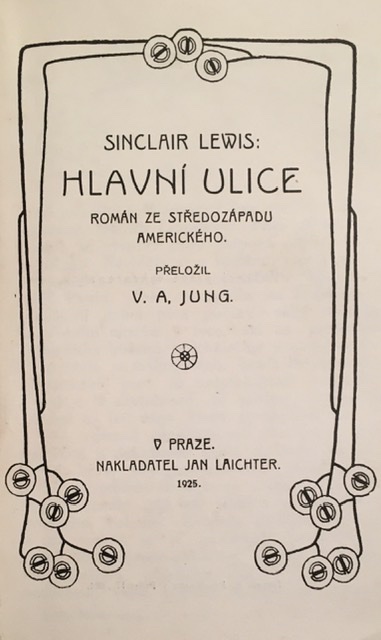 SINCLAIR LEWIS:
HLAVNÍ ULICE
ROMÁN ZE STŘEDOZÁPADU
AMERICKÉHO.
PŘELOŽIL
V. A. JUNG.
V PRAZE.
NAKLADATEL JAN LAICHTER.
1925.